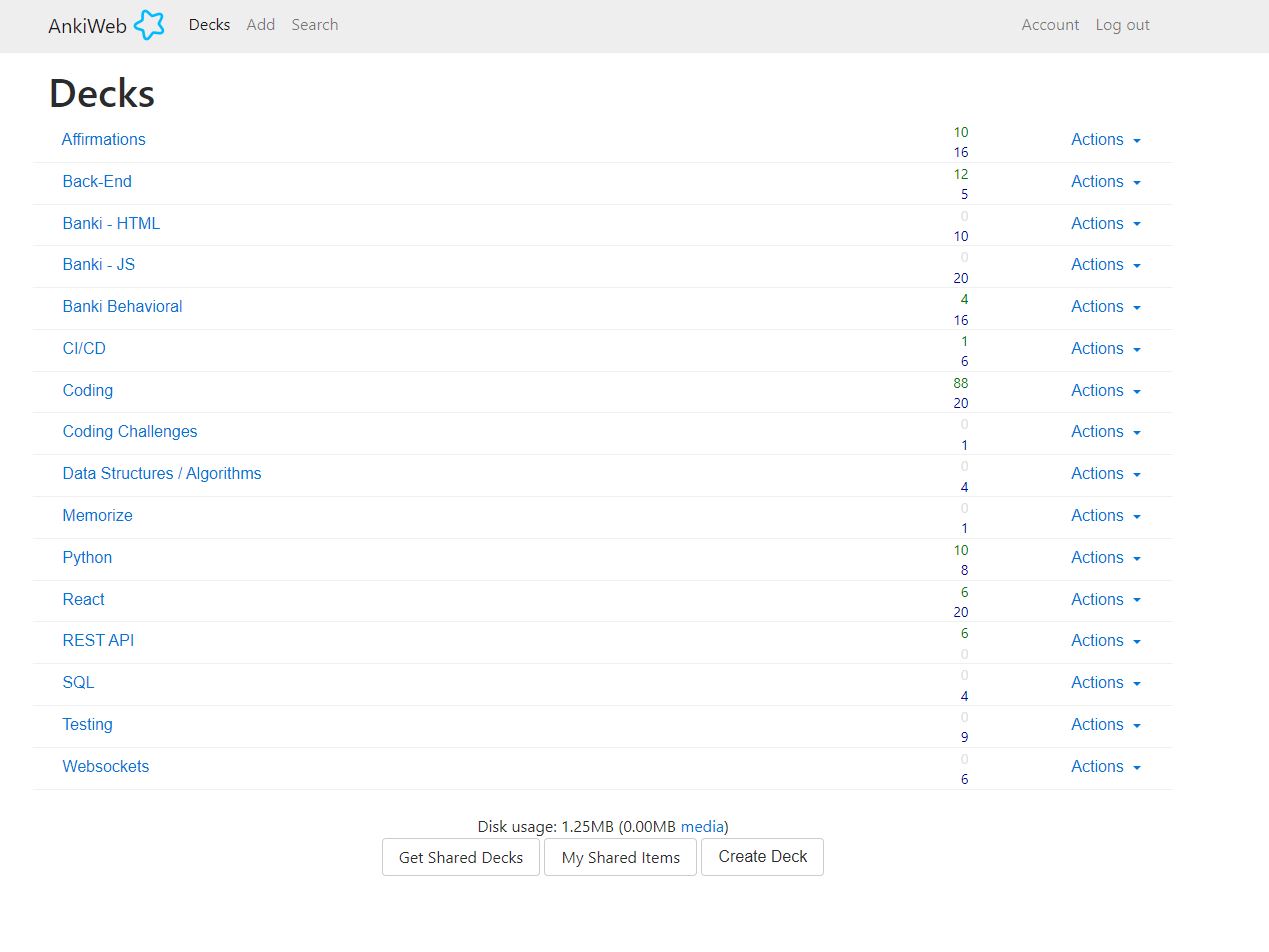 AnkiWeb Decks Add Search Account Log out
Decks
Affirmations 10 16 Actions
Back-End 12 5 Actions
Banki - HTML 0 10 Actions
Banki - JS 0 20 Actions
Banki Behavioral 4 16 Actions
CI/CD 1 6 Actions
Coding 88 20 Actions
Coding Challenges 0 1 Actions
Data Structures / Algorithms 0 4 Actions
Memorize 0 1 Actions
Python 10 8 Actions
React 6 20 Actions
REST API 6 0 Actions
SQL 0 4 Actions
Testing 0 9 Actions
Websockets 0 6 Actions
Disk usage: 1.25MB (0.00MB media)
Get Shared Decks My Shared Items Create Deck